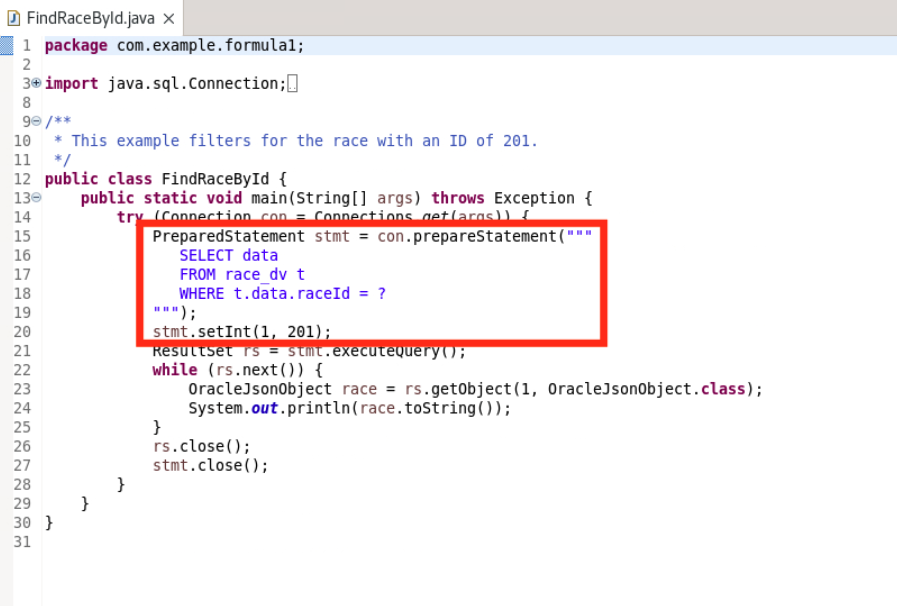 FindRaceById.java
1 package com.example.formula1;
2
3 import java.sql.Connection;
8
9 /**
10 * This example filters for the race with an ID of 201.
11 */
12 public class FindRaceById {
13 public static void main(String[] args) throws Exception {
14 try (Connection con = Connections.get(args)) {
15 PreparedStatement stmt = con.prepareStatement("""
16 SELECT data
17 FROM race_dv t
18 WHERE t.data.raceId = ?
19 """);
20 stmt.setInt(1, 201);
21 ResultSet rs = stmt.executeQuery();
22 while (rs.next()) {
23 OracleJsonObject race = rs.getObject(1, OracleJsonObject.class);
24 System.out.println(race.toString());
25 }
26 rs.close();
27 stmt.close();
28 }
29 }
30 }
31